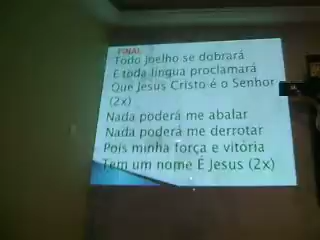 FINAL
Todo Joelho se dobrará
E toda língua proclamará
Que Jesus Cristo é o Senhor
(2x)
Nada poderá me abalar
Nada poderá me derrotar
Pois minha força e vitória
Tem um nome É Jesus (2x)